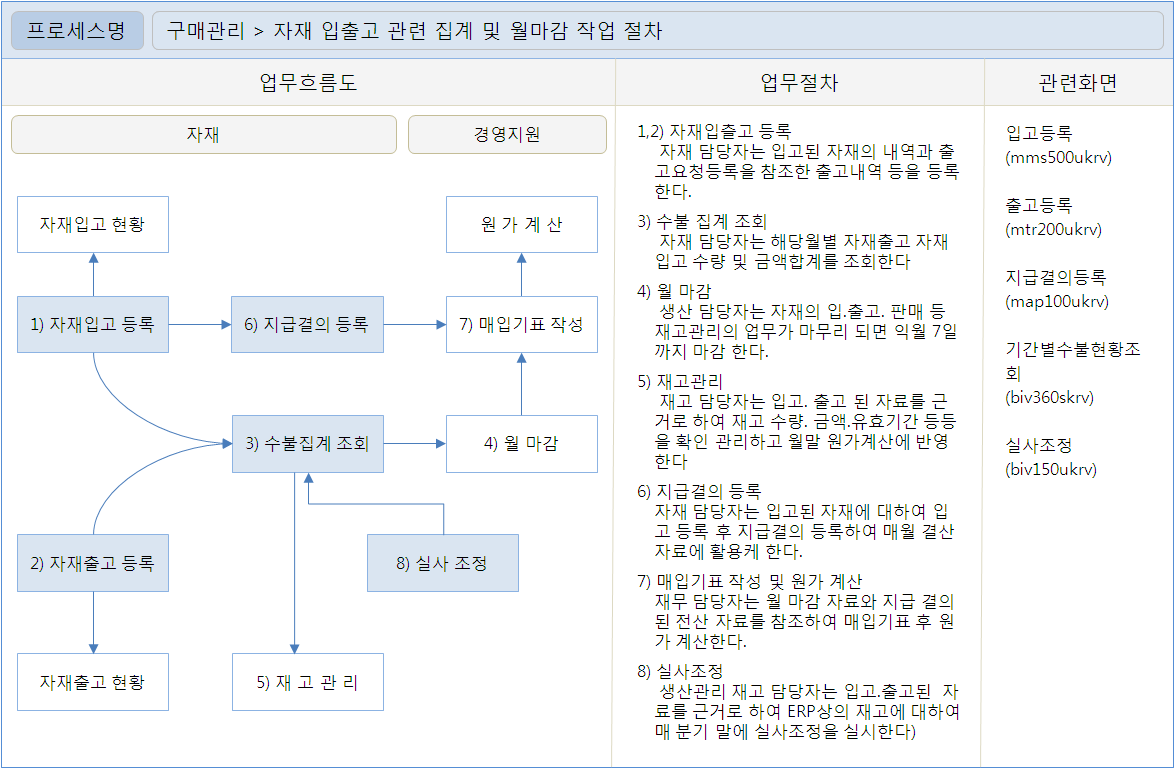 프로세스명
구매관리 > 자재 입출고 관련 집계 및 월마감 작업 절차
업무흐름도
업무절차
관련화면
자재
경영지원
자재입고 현황
원 가 계 산
1) 자재입고 등록
6) 지급결의 등록
7) 매입기표 작성
3) 수불집계 조회
4) 월 마감
2) 자재출고 등록
8) 실사 조정
자재출고 현황
5) 재 고 관 리
1,2) 자재입출고 등록
자재 담당자는 입고된 자재의 내역과 출
고요청등록을 참조한 출고내역 등을 등록
한다.
3) 수불 집계 조회
자재 담당자는 해당월별 자재출고 자재
입고 수량 및 금액합계를 조회한다
4) 월 마감
생산 담당자는 자재의 입.출고. 판매 등
재고관리의 업무가 마무리 되면 익월 7일
까지 마감 한다.
5) 재고관리
재고 담당자는 입고. 출고 된 자료를 근
거로 하여 재고 수량. 금액.유효기간 등등
을 확인 관리하고 월말 원가계산에 반영
한다
6) 지급결의 등록
자재 담당자는 입고된 자재에 대하여 입
고 등록 후 지급결의 등록하여 매월 결산
자료에 활용케 한다.
7) 매입기표 작성 및 원가 계산
재무 담당자는 월 마감 자료와 지급 결의
된 전산 자료를 참조하여 매입기표 후 원
가 계산한다.
8) 실사조정
생산관리 재고 담당자는 입고.출고된 자
료를 근거로 하여 ERP상의 재고에 대하여
매 분기 말에 실사조정을 실시한다)
입고등록
(mms500ukrv)
출고등록
(mtr200ukrv)
지급결의등록
(map100ukrv)
기간별수불현황조
회
(biv360skrv)
실사조정
(biv150ukrv)